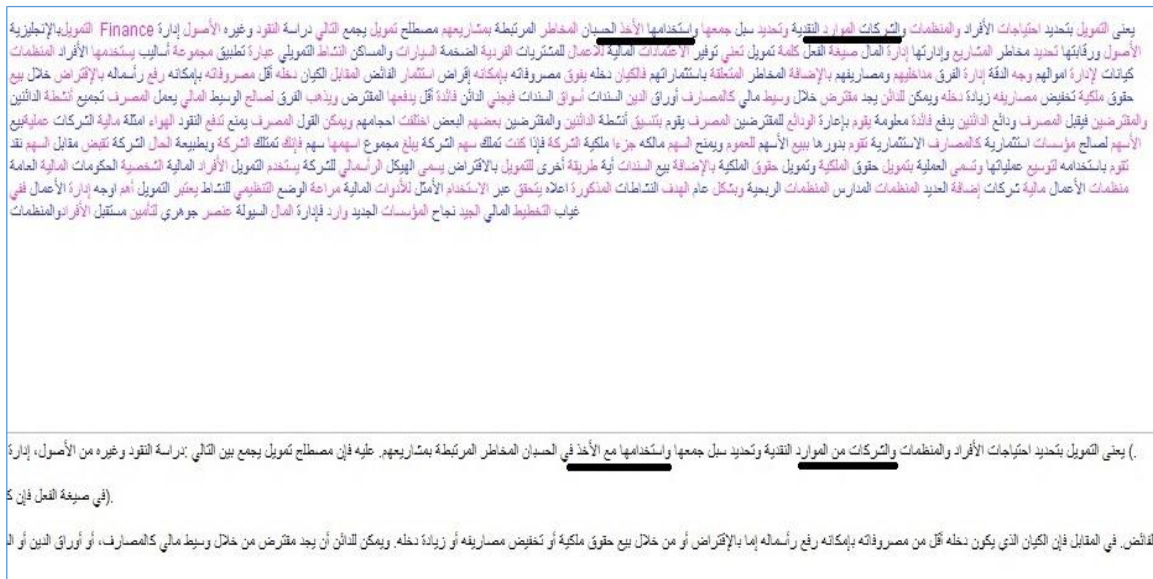 يعنى التمويل بتحديد احتياجات الأفراد والمنظمات والشركات الموارد النقدية وتحديد سبل جمعها واستخدامها الأخذ الحسبان المخاطر المرتبطة بمشاريعهم مصطلح تمويل يجمع التالي دراسة النقود وغيره الأصول إدارة Finance التمويل بالإنجليزية
الأصول ورقابتها تحديد مخاطر المشاريع وإدارتها إدارة المال صيغة الفعل كلمة تمويل تعني توفير الاعتمادات المالية للأعمال للمشتريات الفردية الضخمة السيارات والمساكن النشاط التمويلي عبارة تطبيق مجموعة أساليب يستخدمها الأفراد المنظمات
كيانات لإدارة اموالهم وجه الدقة إدارة الفرق مداخليهم ومصاريفهم بالإضافة المخاطر المتعلقة باستثماراتهم فالكيان دخله يفوق مصروفاته بإمكانه إقراض استثمار الفائض المقابل الكيان دخله أقل مصروفاته بإمكانه رفع رأسماله بالإقتراض خلال بيع
حقوق ملكية تخفيض مصاريفه زيادة دخله ويمكن للدائن يجد مقترض خلال وسيط مالي كالمصارف أوراق الدين السندات أسواق السندات فيجني الدائن فائدة أقل يدفعها المقترض ويذهب الفرق لصالح الوسيط المالي يعمل المصرف تجميع أنشطة الدائنين
والمقترضين فيقبل المصرف ودائع الدائنين يدفع فائدة معلومة يقوم بإعارة الودائع للمقترضين المصرف يقوم بتنسيق أنشطة الدائنين والمقترضين بعضهم البعض اختلفت احجامهم ويمكن القول المصرف يمنع تدفع النقود الهواء امثلة مالية الشركات عمليةبيع
الأسهم لصالح مؤسسات استثمارية كالمصارف الاستثمارية تقوم بدورها ببيع الأسهم للعموم ويمنح السهم مالكه جزءا ملكية الشركة فإذا كنت تملك سهم الشركة يبلغ مجموع اسهمها سهم فإنك تمتلك الشركة وبطبيعة الحال الشركة تقبض مقابل السهم نقد
تقوم باستخدامه لتوسيع عملياتها وتسمى العملية بتمويل حقوق الملكية وتمويل حقوق الملكية بالإضافة بيع السندات أية طريقة أخرى للتمويل بالاقتراض يسمى الهيكل الرأسمالي للشركة يستخدم التمويل الأفراد المالية الشخصية الحكومات المالية العامة
منظمات الأعمال مالية شركات إضافة العديد المنظمات المدارس المنظمات الربحية وبشكل عام الهدف النشاطات المذكورة اعلاه يتحقق عبر الاستخدام الأمثل للأدوات المالية مراعة الوضع التنظيمي للنشاط يعتبر التمويل أهم اوجه إدارة الأعمال ففي
غياب التخطيط المالي الجيد نجاح المؤسسات الجديد وارد فإدارة المال السيولة عنصر جوهري لتأمين مستقبل الأفرادوالمنظمات
.) يعنى التمويل بتحديد احتياجات الأفراد والمنظمات والشركات من الموارد النقدية وتحديد سبل جمعها واستخدامها مع الأخذ في الحسبان المخاطر المرتبطة بمشاريعهم. عليه فإن مصطلح تمويل يجمع بين التالي :دراسة النقود وغيره من الأصول، إدارة
(في صيغة الفعل فإن
الفائض. في المقابل فإن الكيان الذي يكون دخله أقل من مصروفاته بإمكانه رفع رأسماله إما بالإقتراض أو من خلال بيع حقوق ملكية أو تخفيض مصاريفه أو زيادة دخله. ويمكن للدائن أن يجد مقترض من خلال وسيط مالي كالمصارف، أو أوراق الدين أو